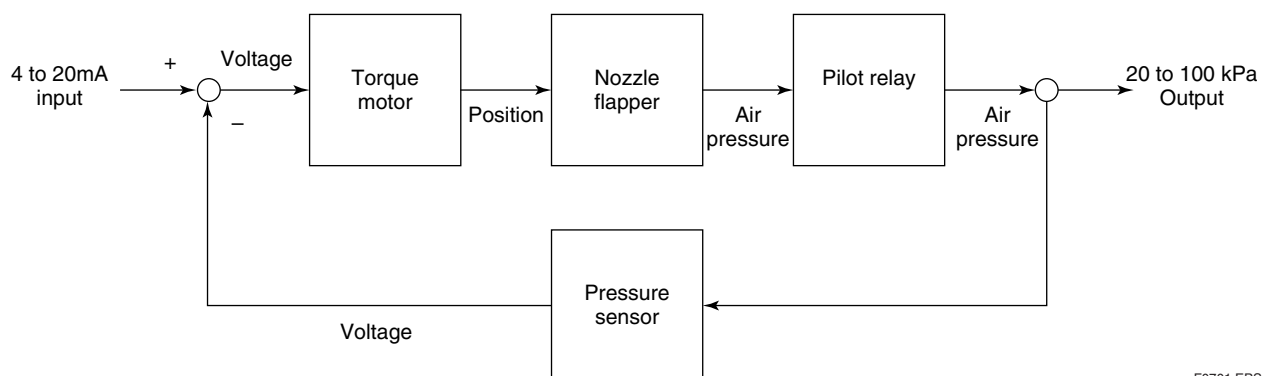 4 to 20mA
input
+
–
Voltage
Torque
motor
Position
Nozzle
flapper
Air
pressure
Pilot relay
Air
pressure
20 to 100 kPa
Output
Pressure
sensor
Voltage